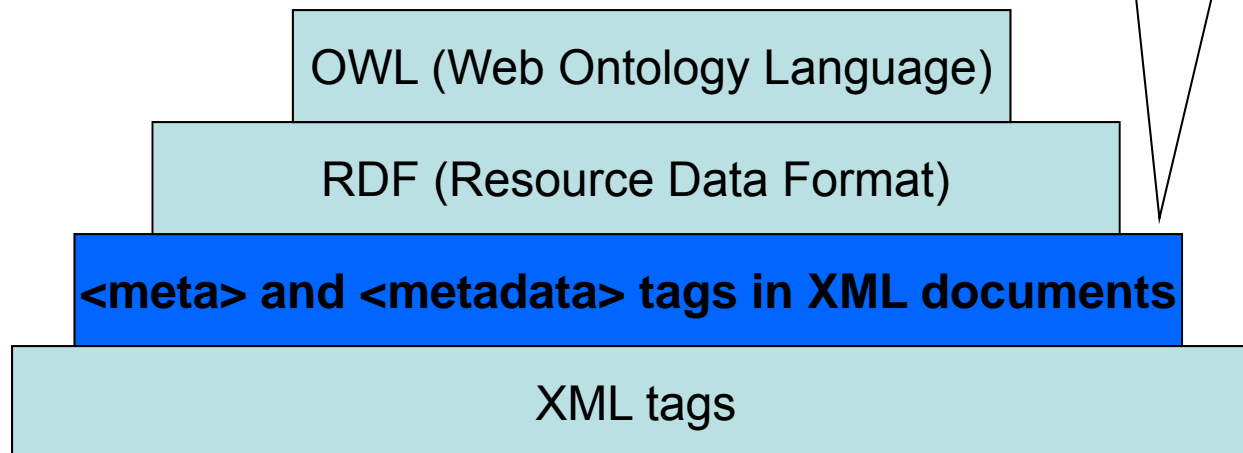 OWL (Web Ontology Language)
RDF (Resource Data Format)
<meta> and <metadata> tags in XML documents
XML tags